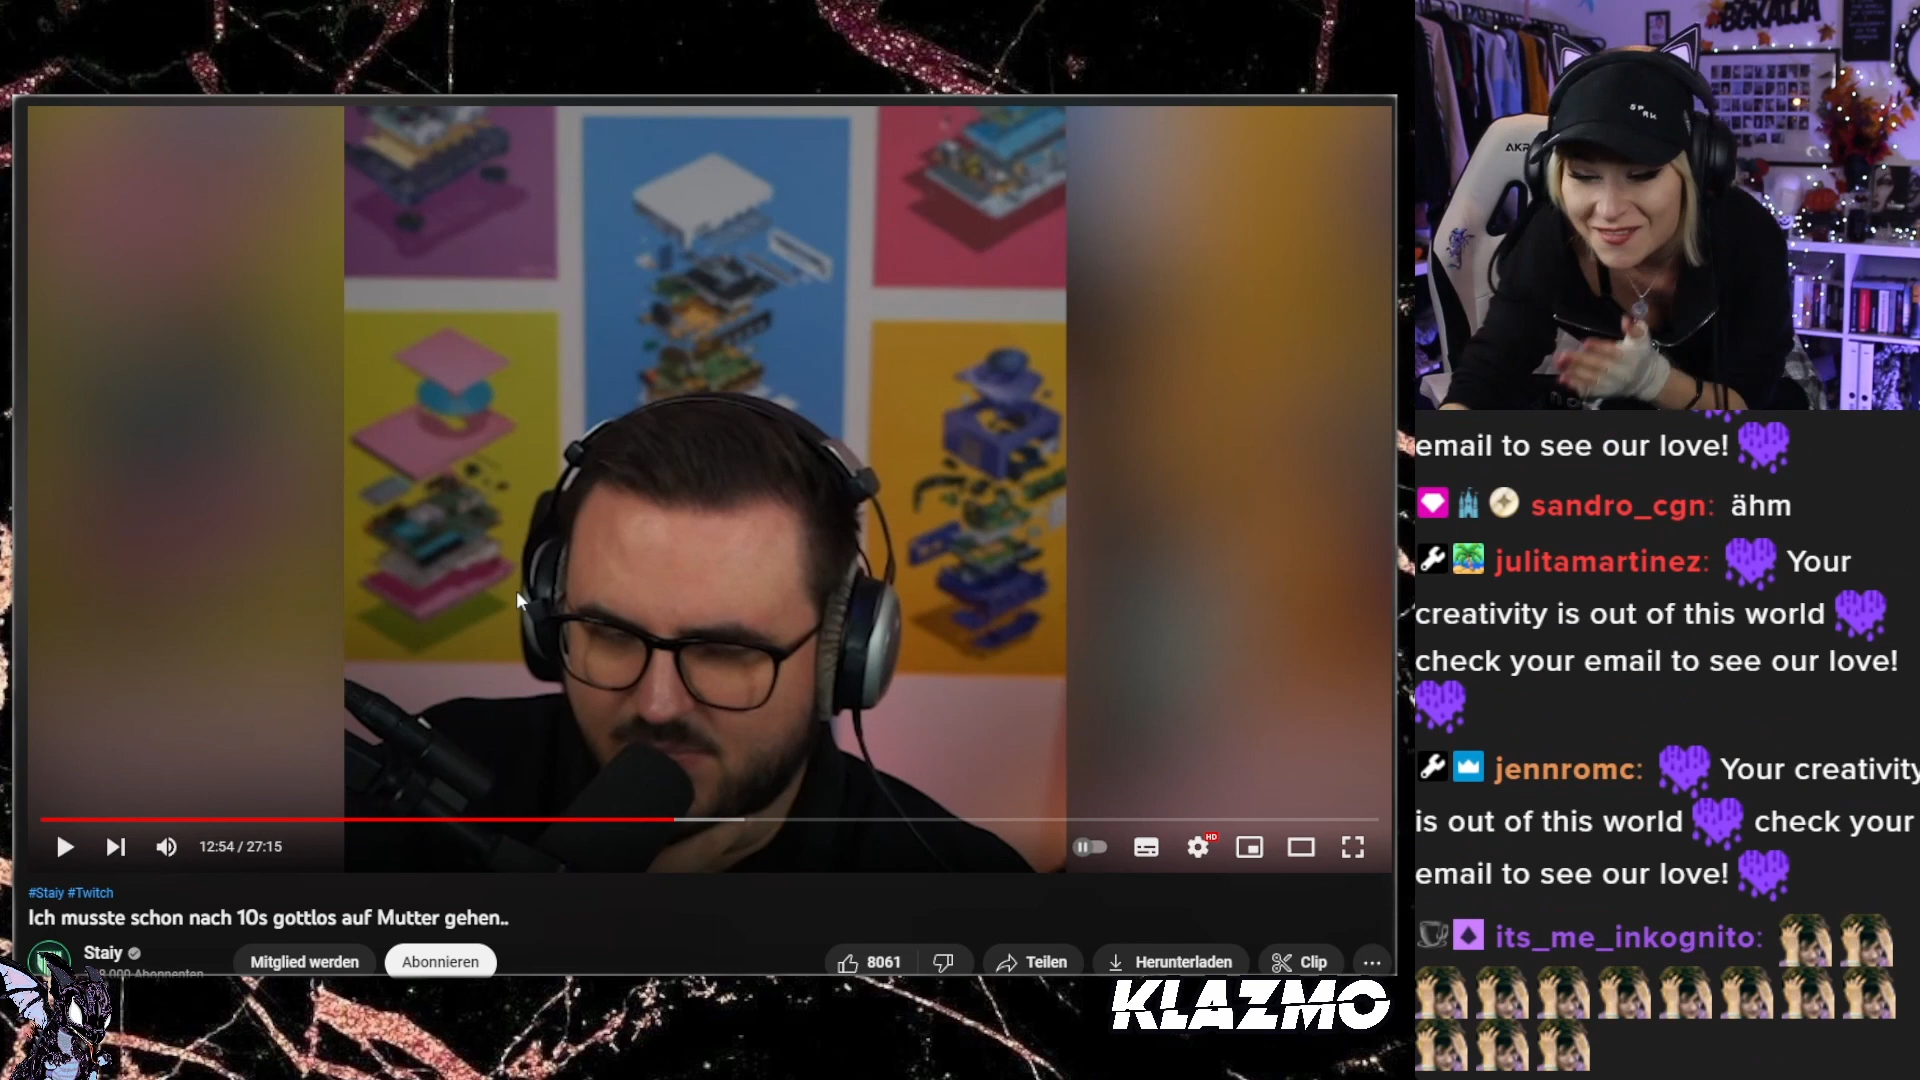 12:54 / 27:15
HD
#Staiy #Twitch
Ich musste schon nach 10s gottlos auf Mutter gehen..
Staiy
Mitglied werden
Abonnieren
8061
Teilen
Herunterladen
Clip
KLAZMO
email to see our love!
sandro_cgn: ähm
julitamartinez: Your
creativity is out of this world
check your email to see our love!
jennromc: Your creativity
is out of this world check your
email to see our love!
its_me_inkognito: